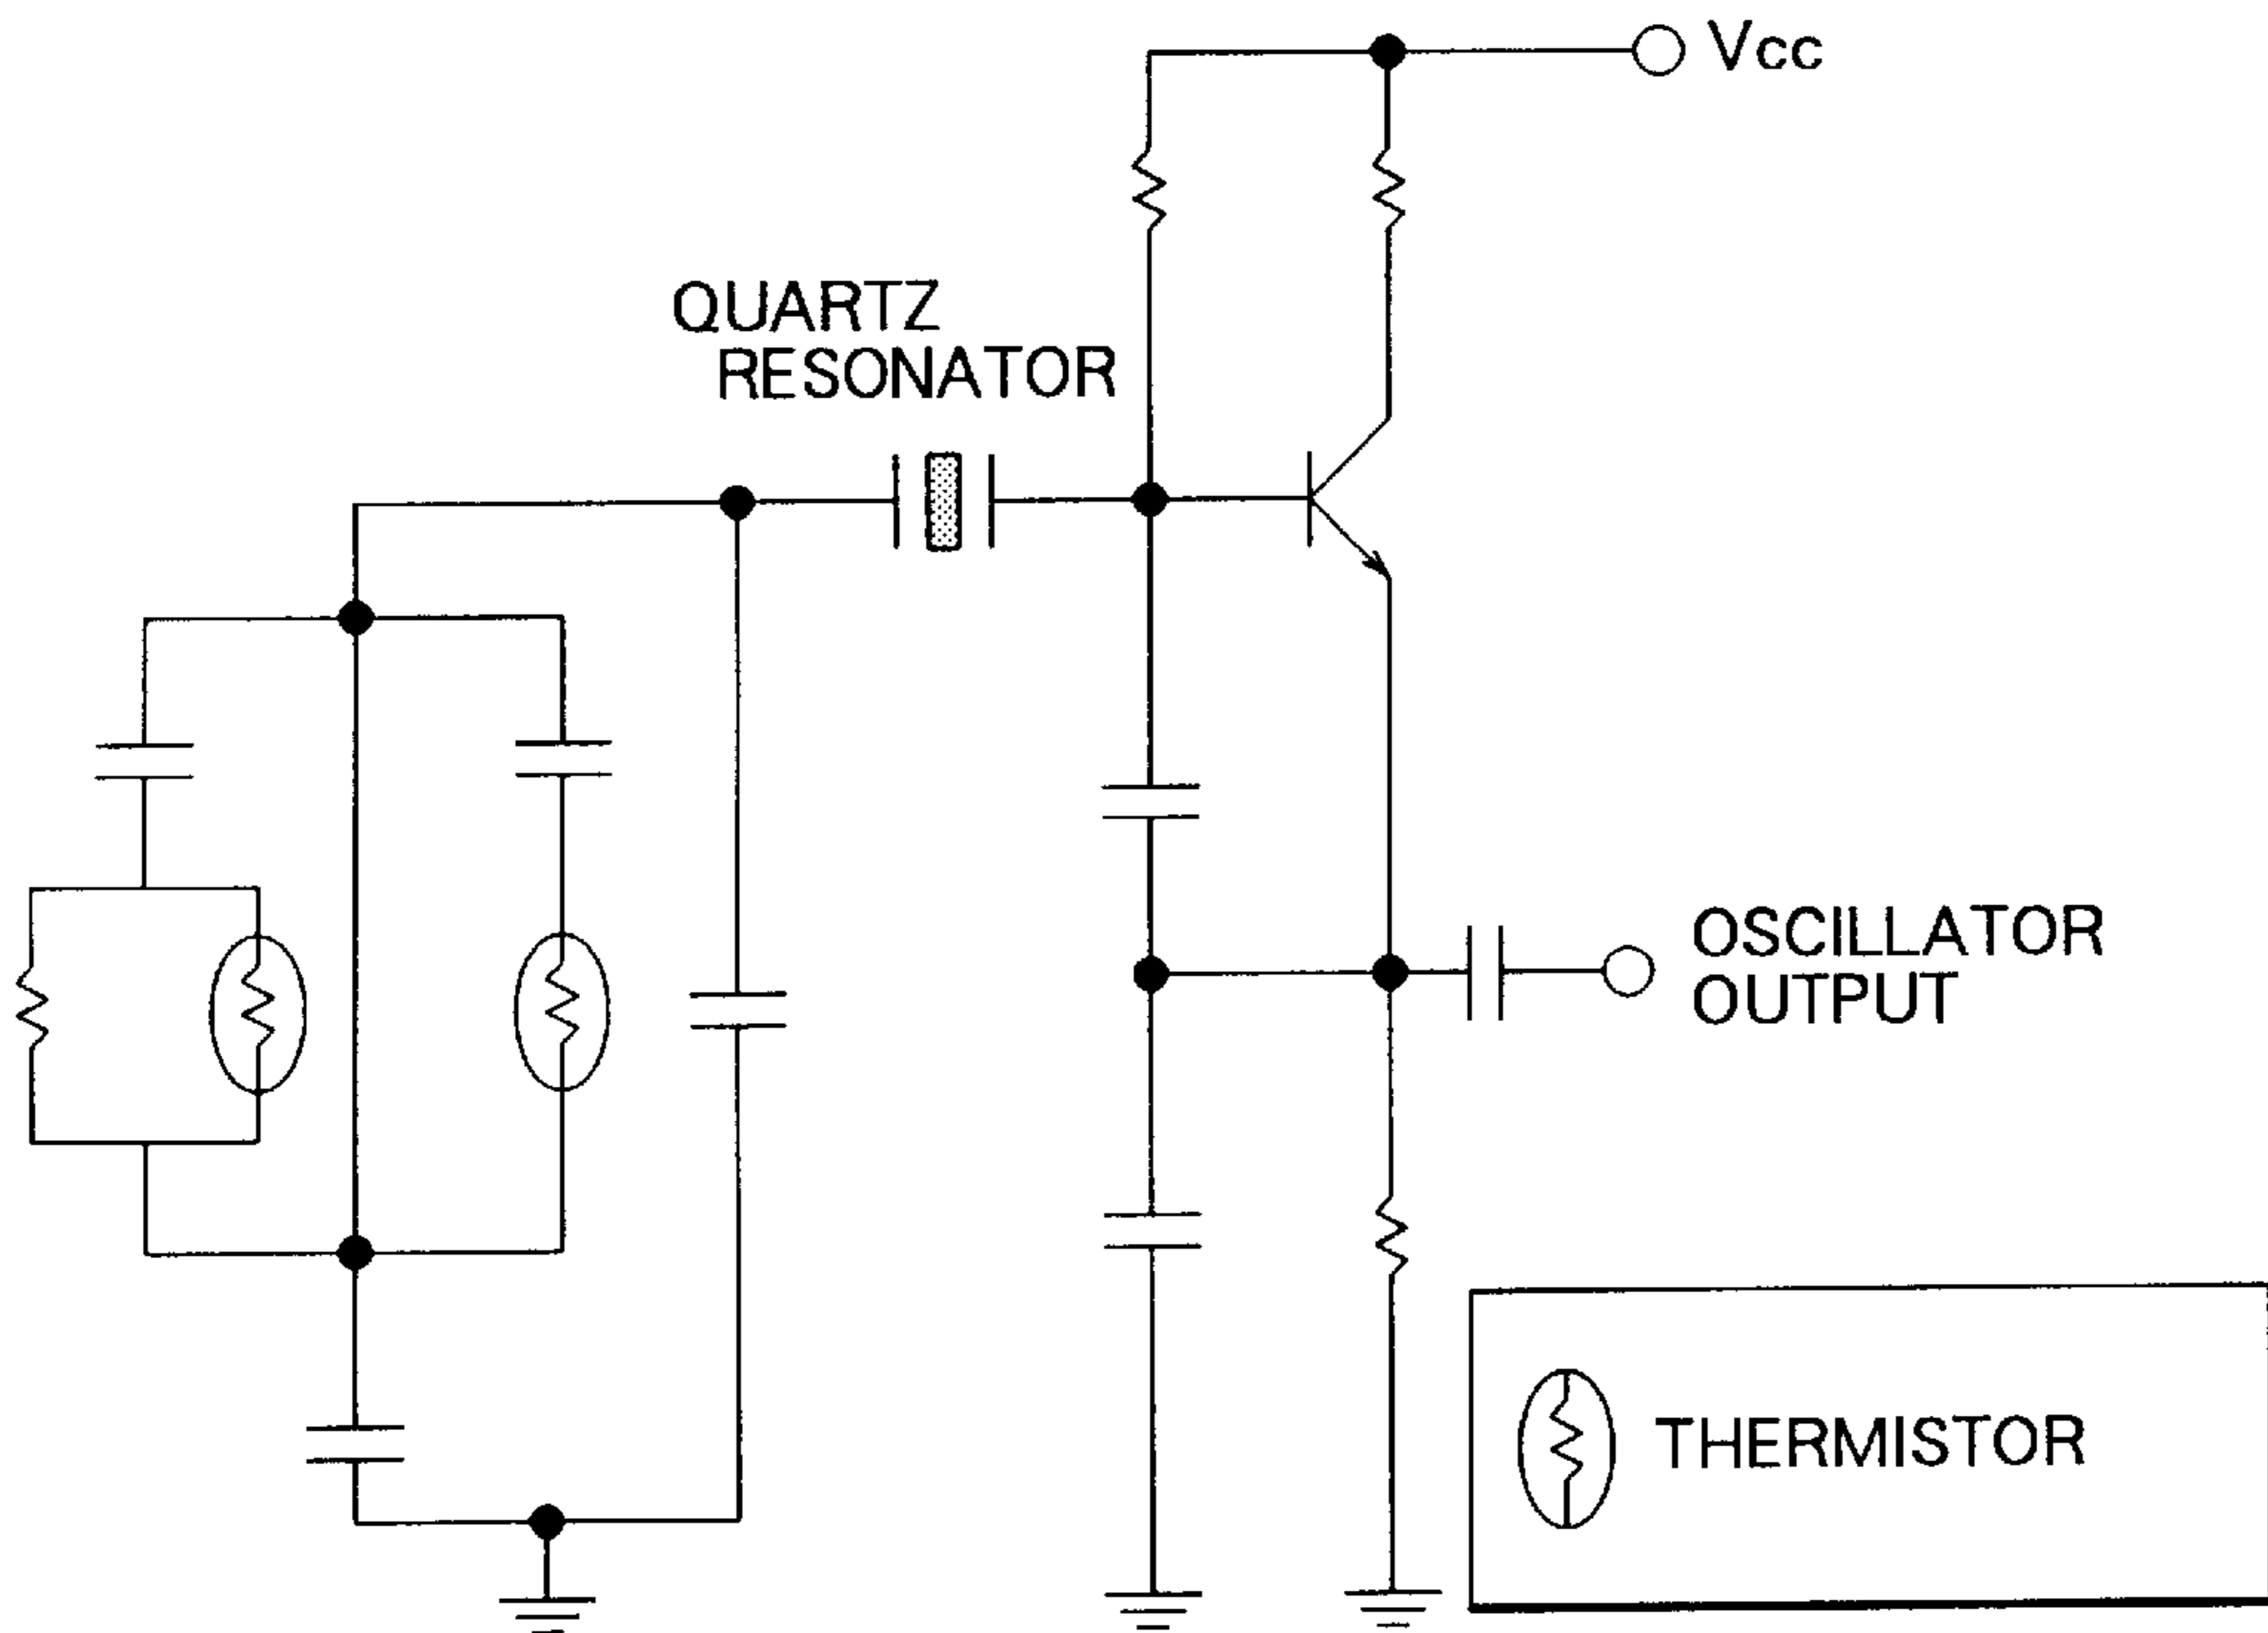 Vcc
QUARTZ
RESONATOR
OSCILLATOR
OUTPUT
THERMISTOR